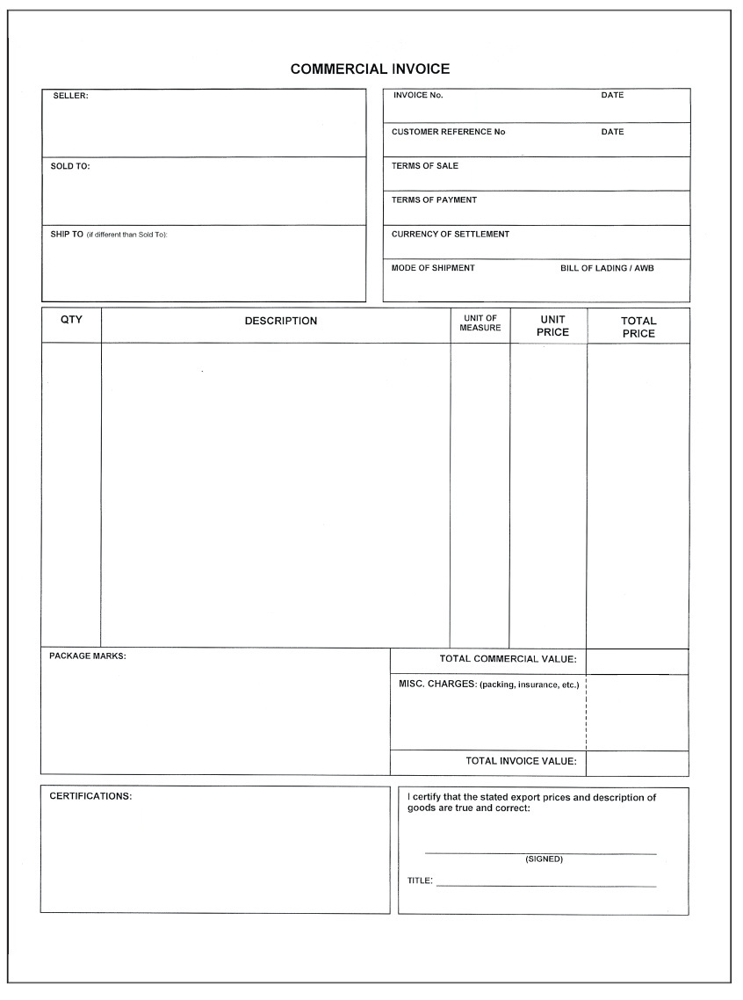 COMMERCIAL INVOICE
SELLER:
SOLD TO:
SHIP TO (if different than Sold To):
INVOICE No. DATE
CUSTOMER REFERENCE No DATE
TERMS OF SALE
TERMS OF PAYMENT
CURRENCY OF SETTLEMENT
MODE OF SHIPMENT BILL OF LADING / AWB
QTY
DESCRIPTION
UNIT OF
MEASURE
UNIT
PRICE
TOTAL
PRICE
PACKAGE MARKS:
TOTAL COMMERCIAL VALUE:
MISC. CHARGES: (packing, insurance, etc.)
TOTAL INVOICE VALUE:
CERTIFICATIONS:
I certify that the stated export prices and description of
goods are true and correct:
(SIGNED)
TITLE: